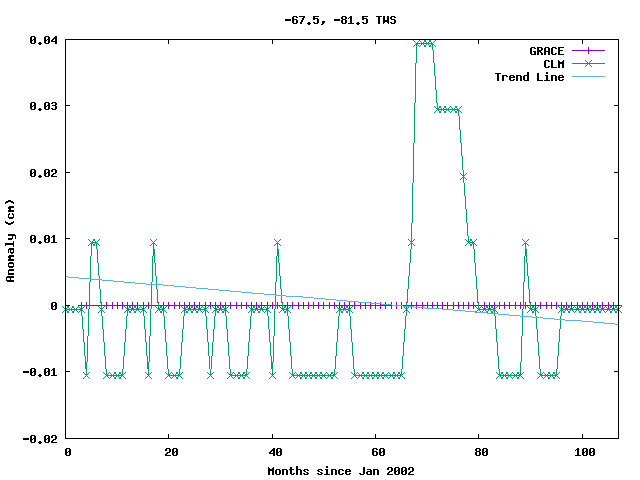 -67.5, -81.5 TWS
GRACE
CLM
Trend Line
0.04
0.03
0.02
0.01
0
-0.01
-0.02
Anomaly (cm)
0 20 40 60 80 100
Months since Jan 2002